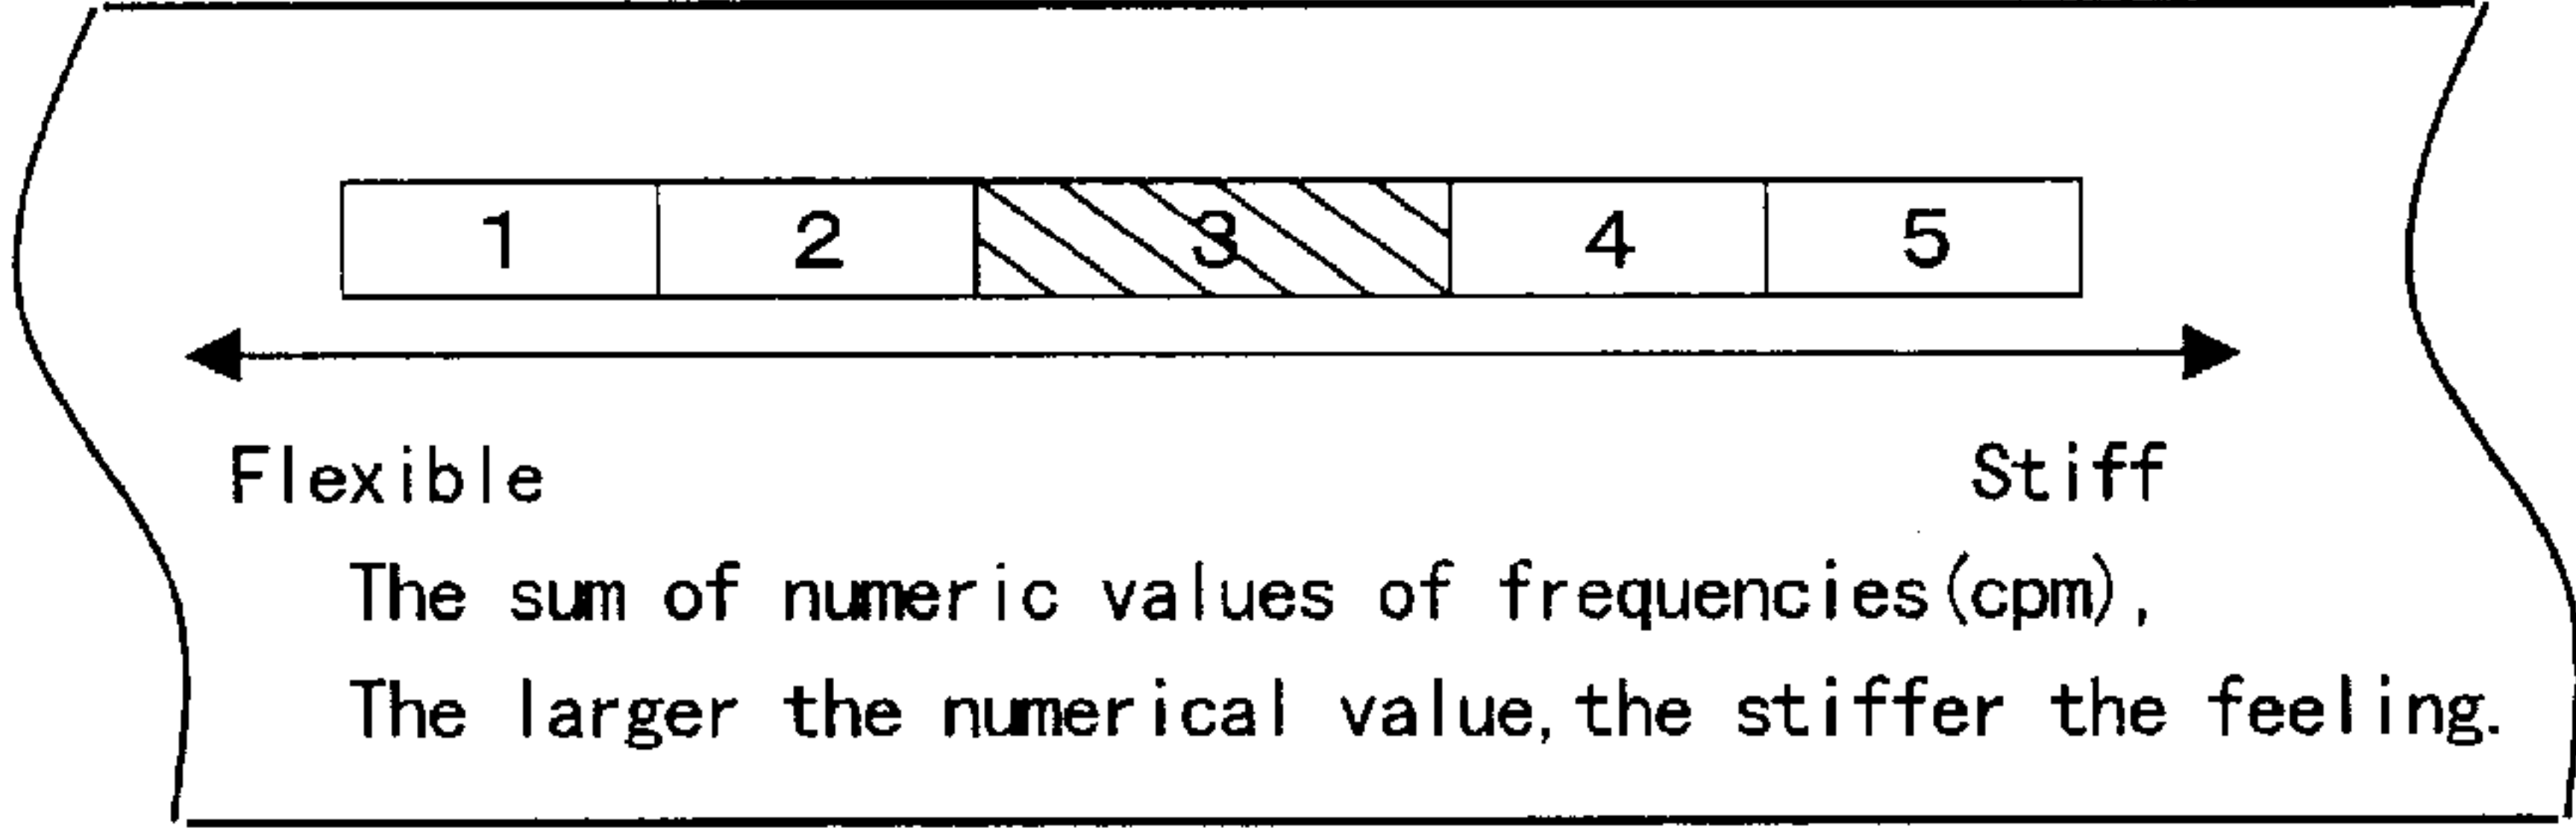 1 2 3 4 5
Flexible Stiff
The sum of numeric values of frequencies(cpm),
The larger the numerical value, the stiffer the feeling.